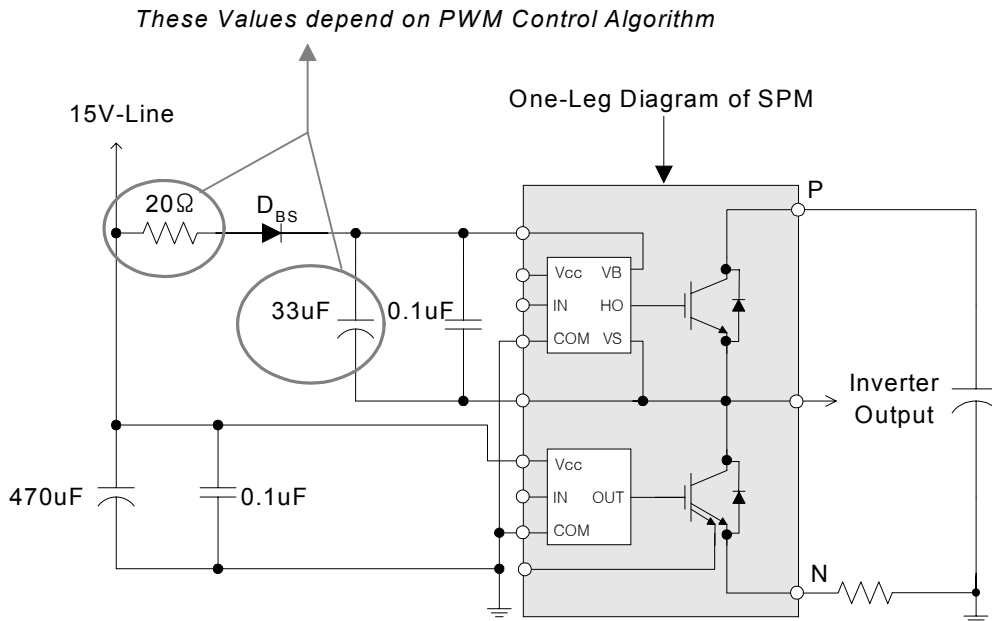 These Values depend on PWM Control Algorithm
One-Leg Diagram of SPM
15V-Line
P
20Ω
DBS
Vcc VB
33uF
0.1uF
IN HO
COM VS
Inverter
Output
Vcc
470uF
0.1uF
IN OUT
COM
N